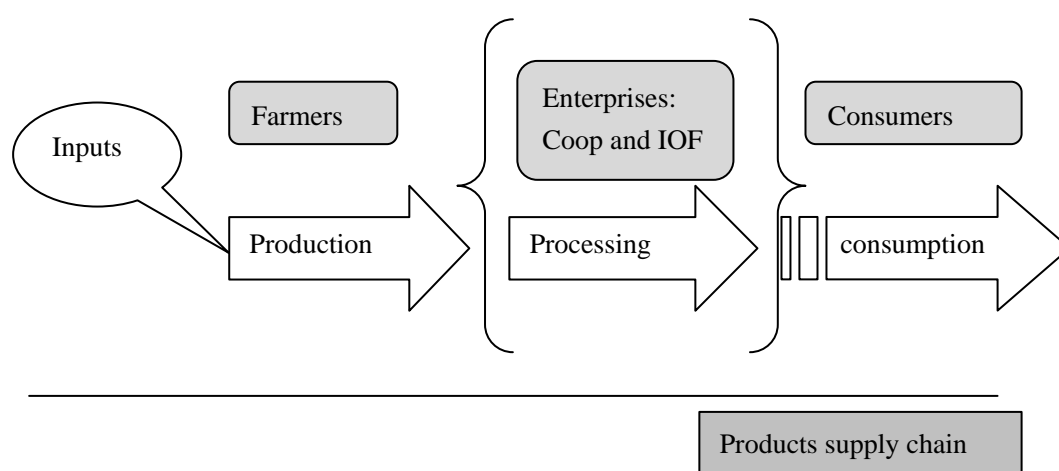 Farmers
Enterprises:
Coop and IOF
Consumers
Inputs
Production
Processing
consumption
Products supply chain